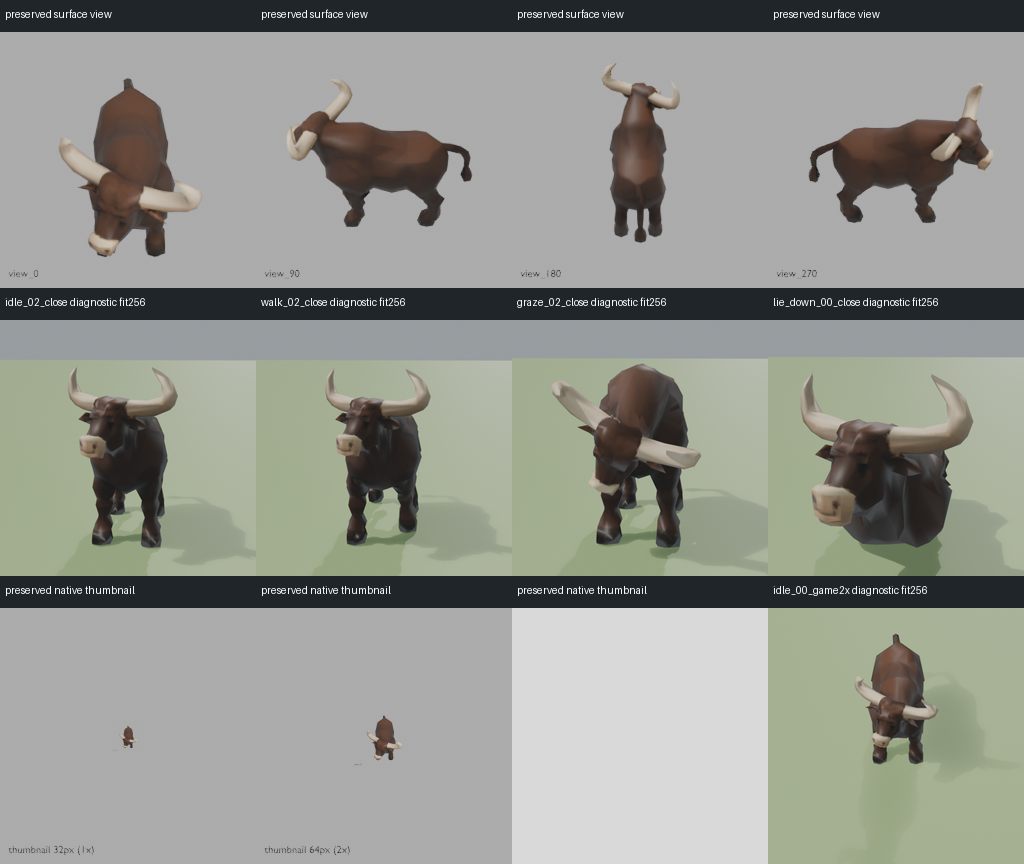 preserved surface view
preserved surface view
preserved surface view
preserved surface view
view_0
view_90
view_180
view_270
idle_02_close diagnostic fit256
walk_02_close diagnostic fit256
graze_02_close diagnostic fit256
lie_down_00_close diagnostic fit256
preserved native thumbnail
preserved native thumbnail
preserved native thumbnail
idle_00_game2x diagnostic fit256
thumbnail 32px (1x)
thumbnail 64px (2x)